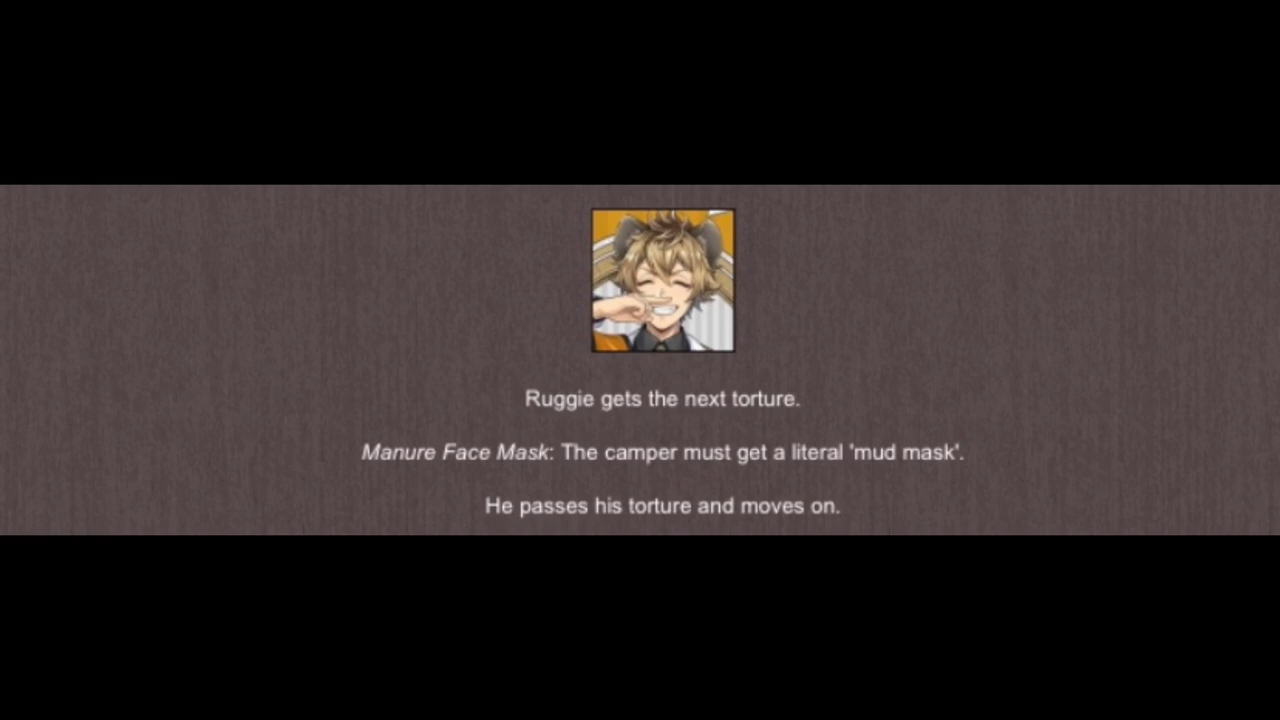 Ruggie gets the next torture.
Manure Face Mask: The camper must get a literal 'mud mask'.
He passes his torture and moves on.